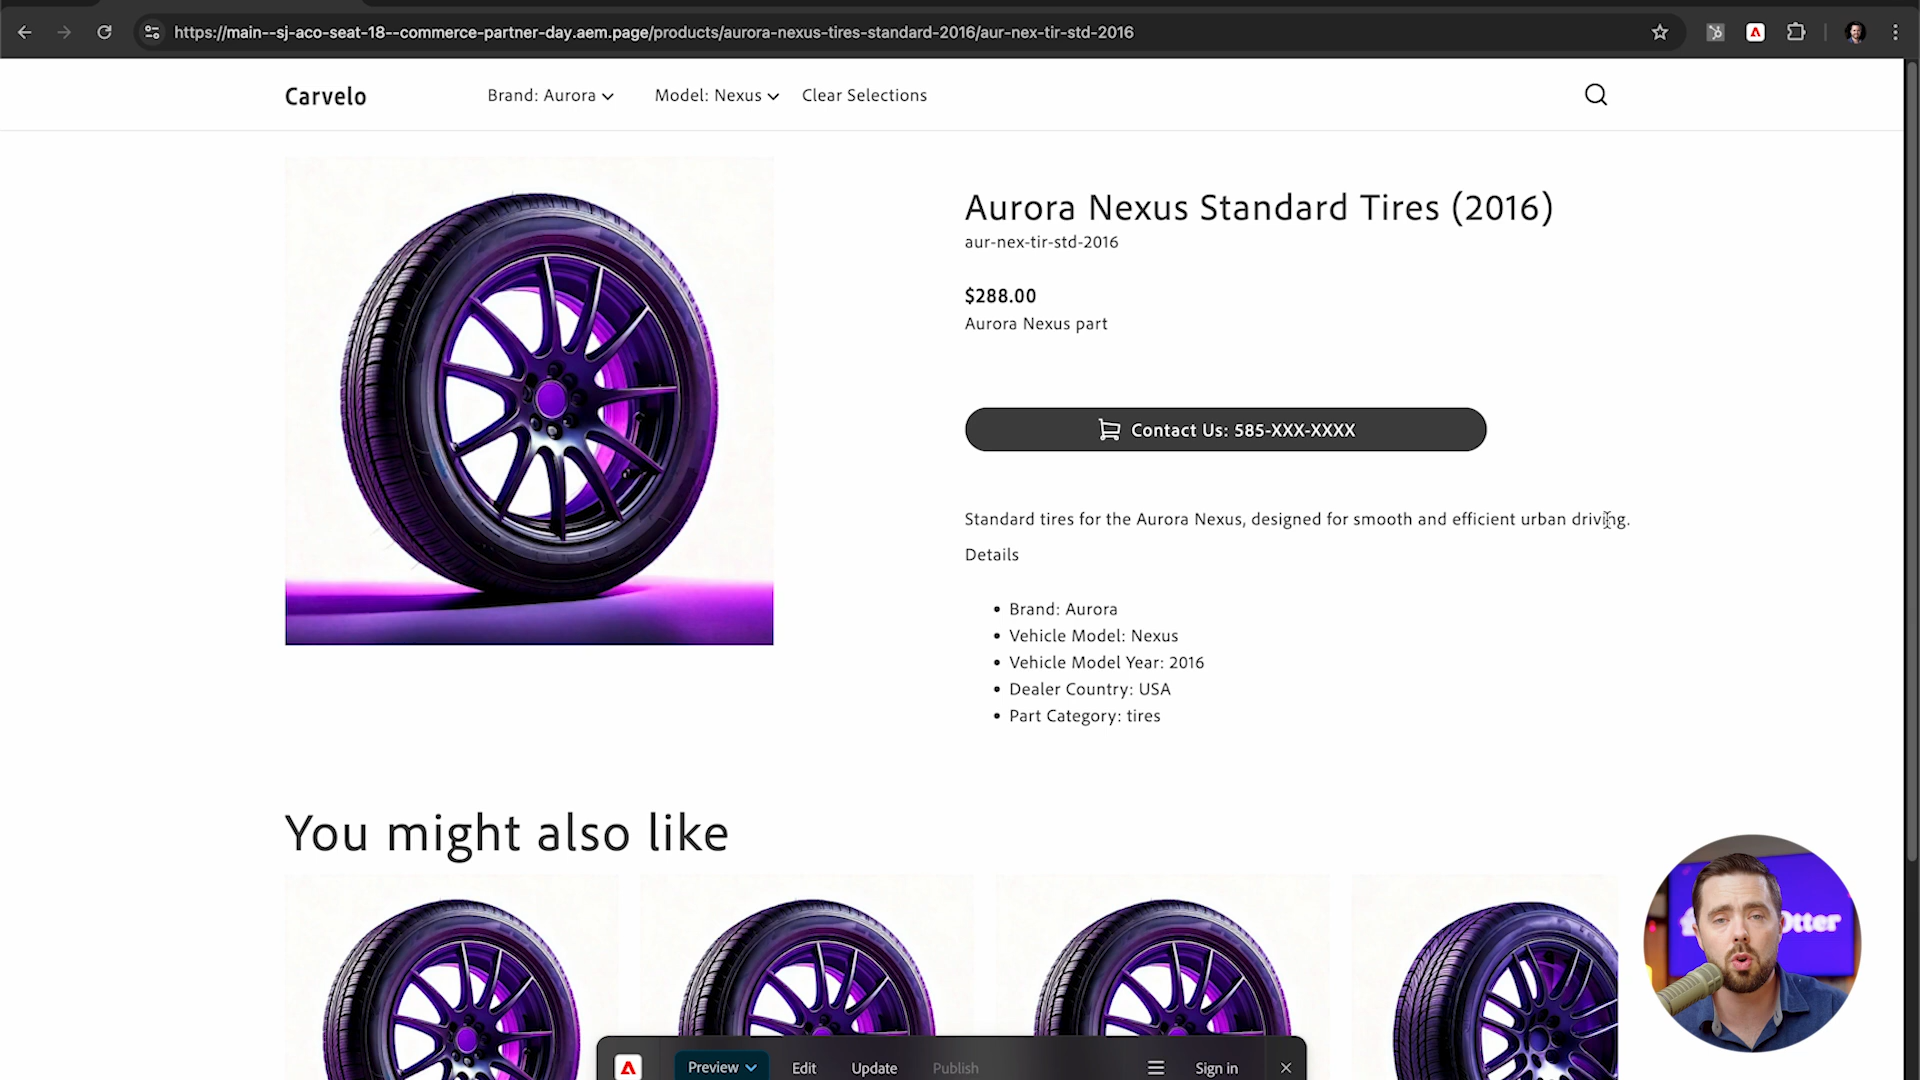 https://main--sj-aco-seat-18--commerce-partner-day.aem.page/products/aurora-nexus-tires-standard-2016/aur-nex-tir-std-2016
Carvelo
Brand: Aurora
Model: Nexus
Clear Selections
Aurora Nexus Standard Tires (2016)
aur-nex-tir-std-2016
$288.00
Aurora Nexus part
Contact Us: 585-XXX-XXXX
Standard tires for the Aurora Nexus, designed for smooth and efficient urban driving.
Details
• Brand: Aurora
• Vehicle Model: Nexus
• Vehicle Model Year: 2016
• Dealer Country: USA
• Part Category: tires
You might also like
Preview
Edit
Update
Publish
Sign in